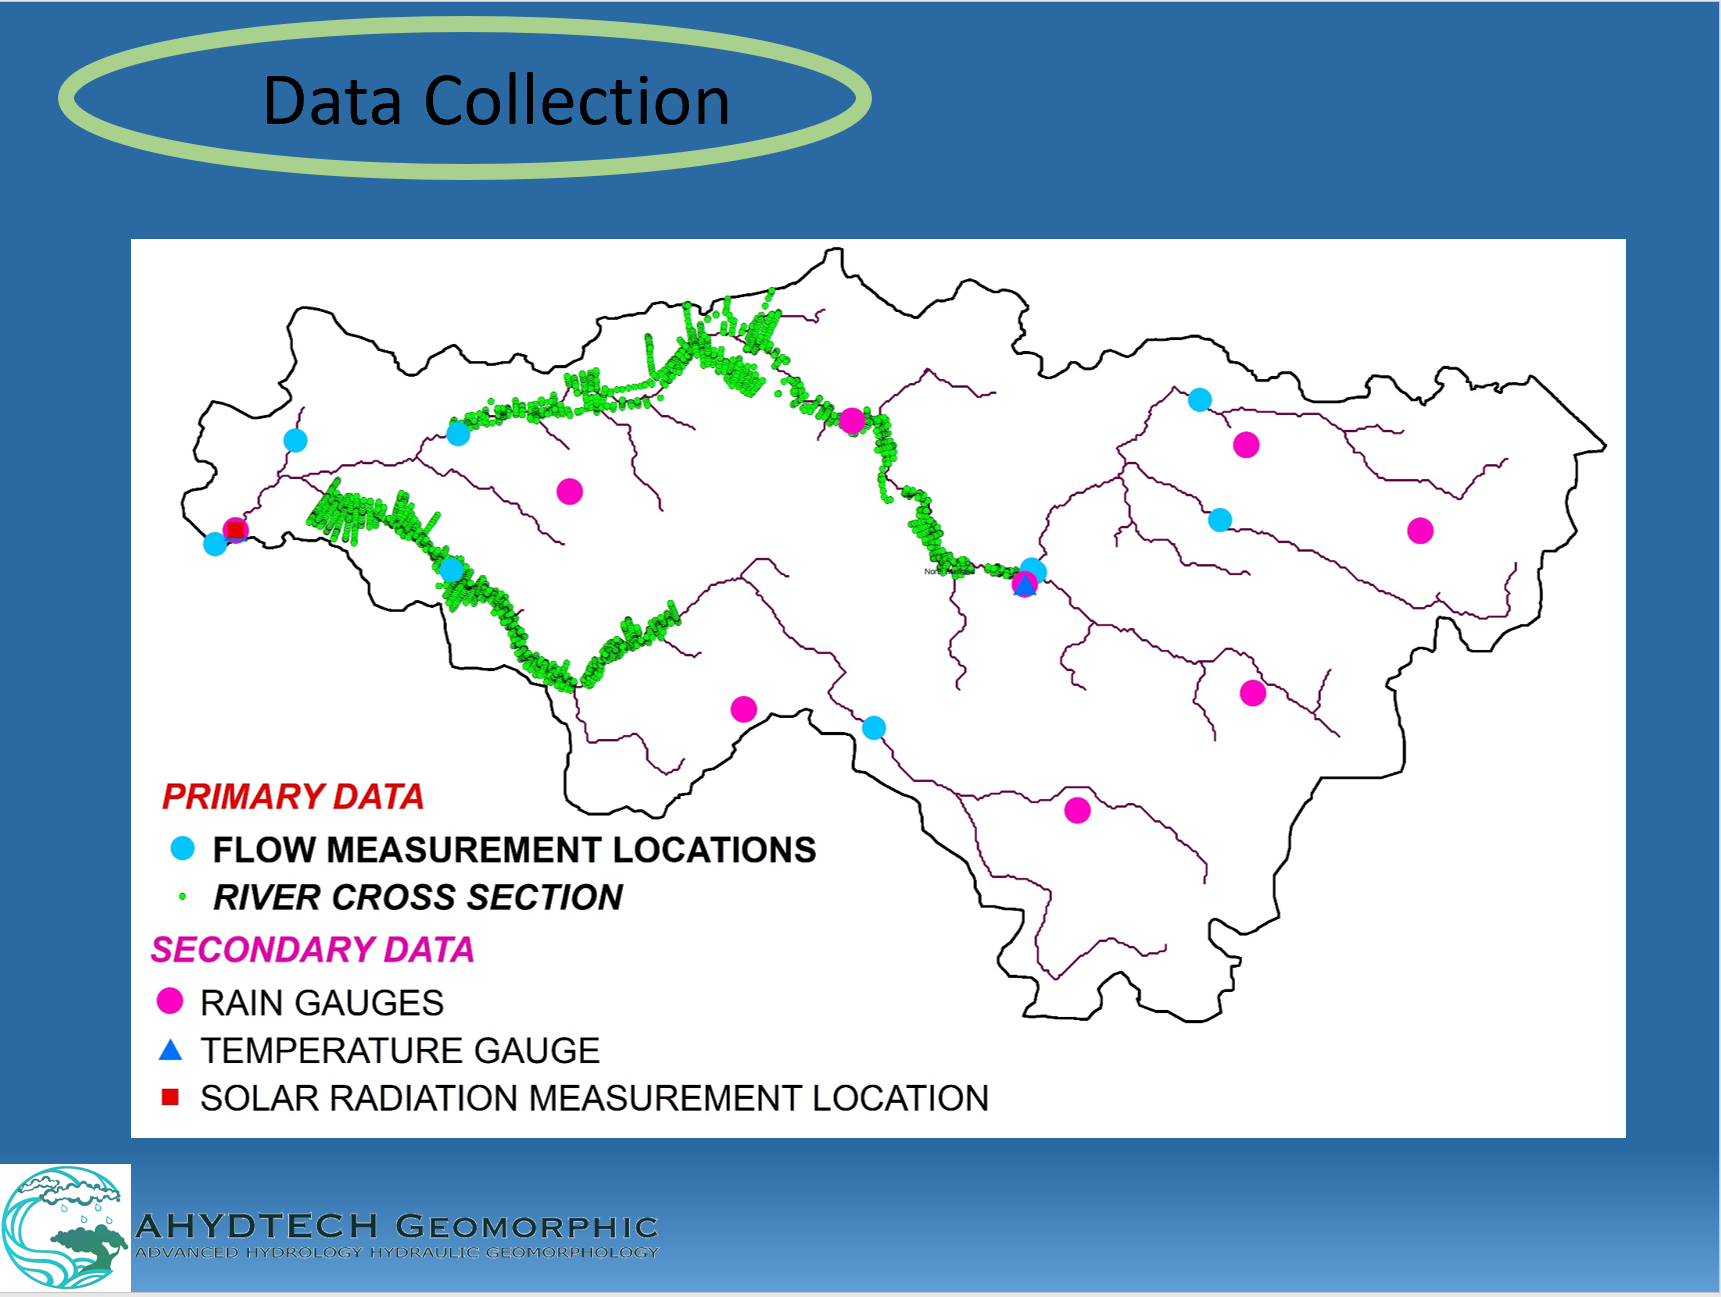 Data Collection
PRIMARY DATA
FLOW MEASUREMENT LOCATIONS
RIVER CROSS SECTION
SECONDARY DATA
RAIN GAUGES
TEMPERATURE GAUGE
SOLAR RADIATION MEASUREMENT LOCATION
AHYDTECH GEOMORPHIC
ADVANCED HYDROLOGY HYDRAULIC GEOMORPHOLOGY